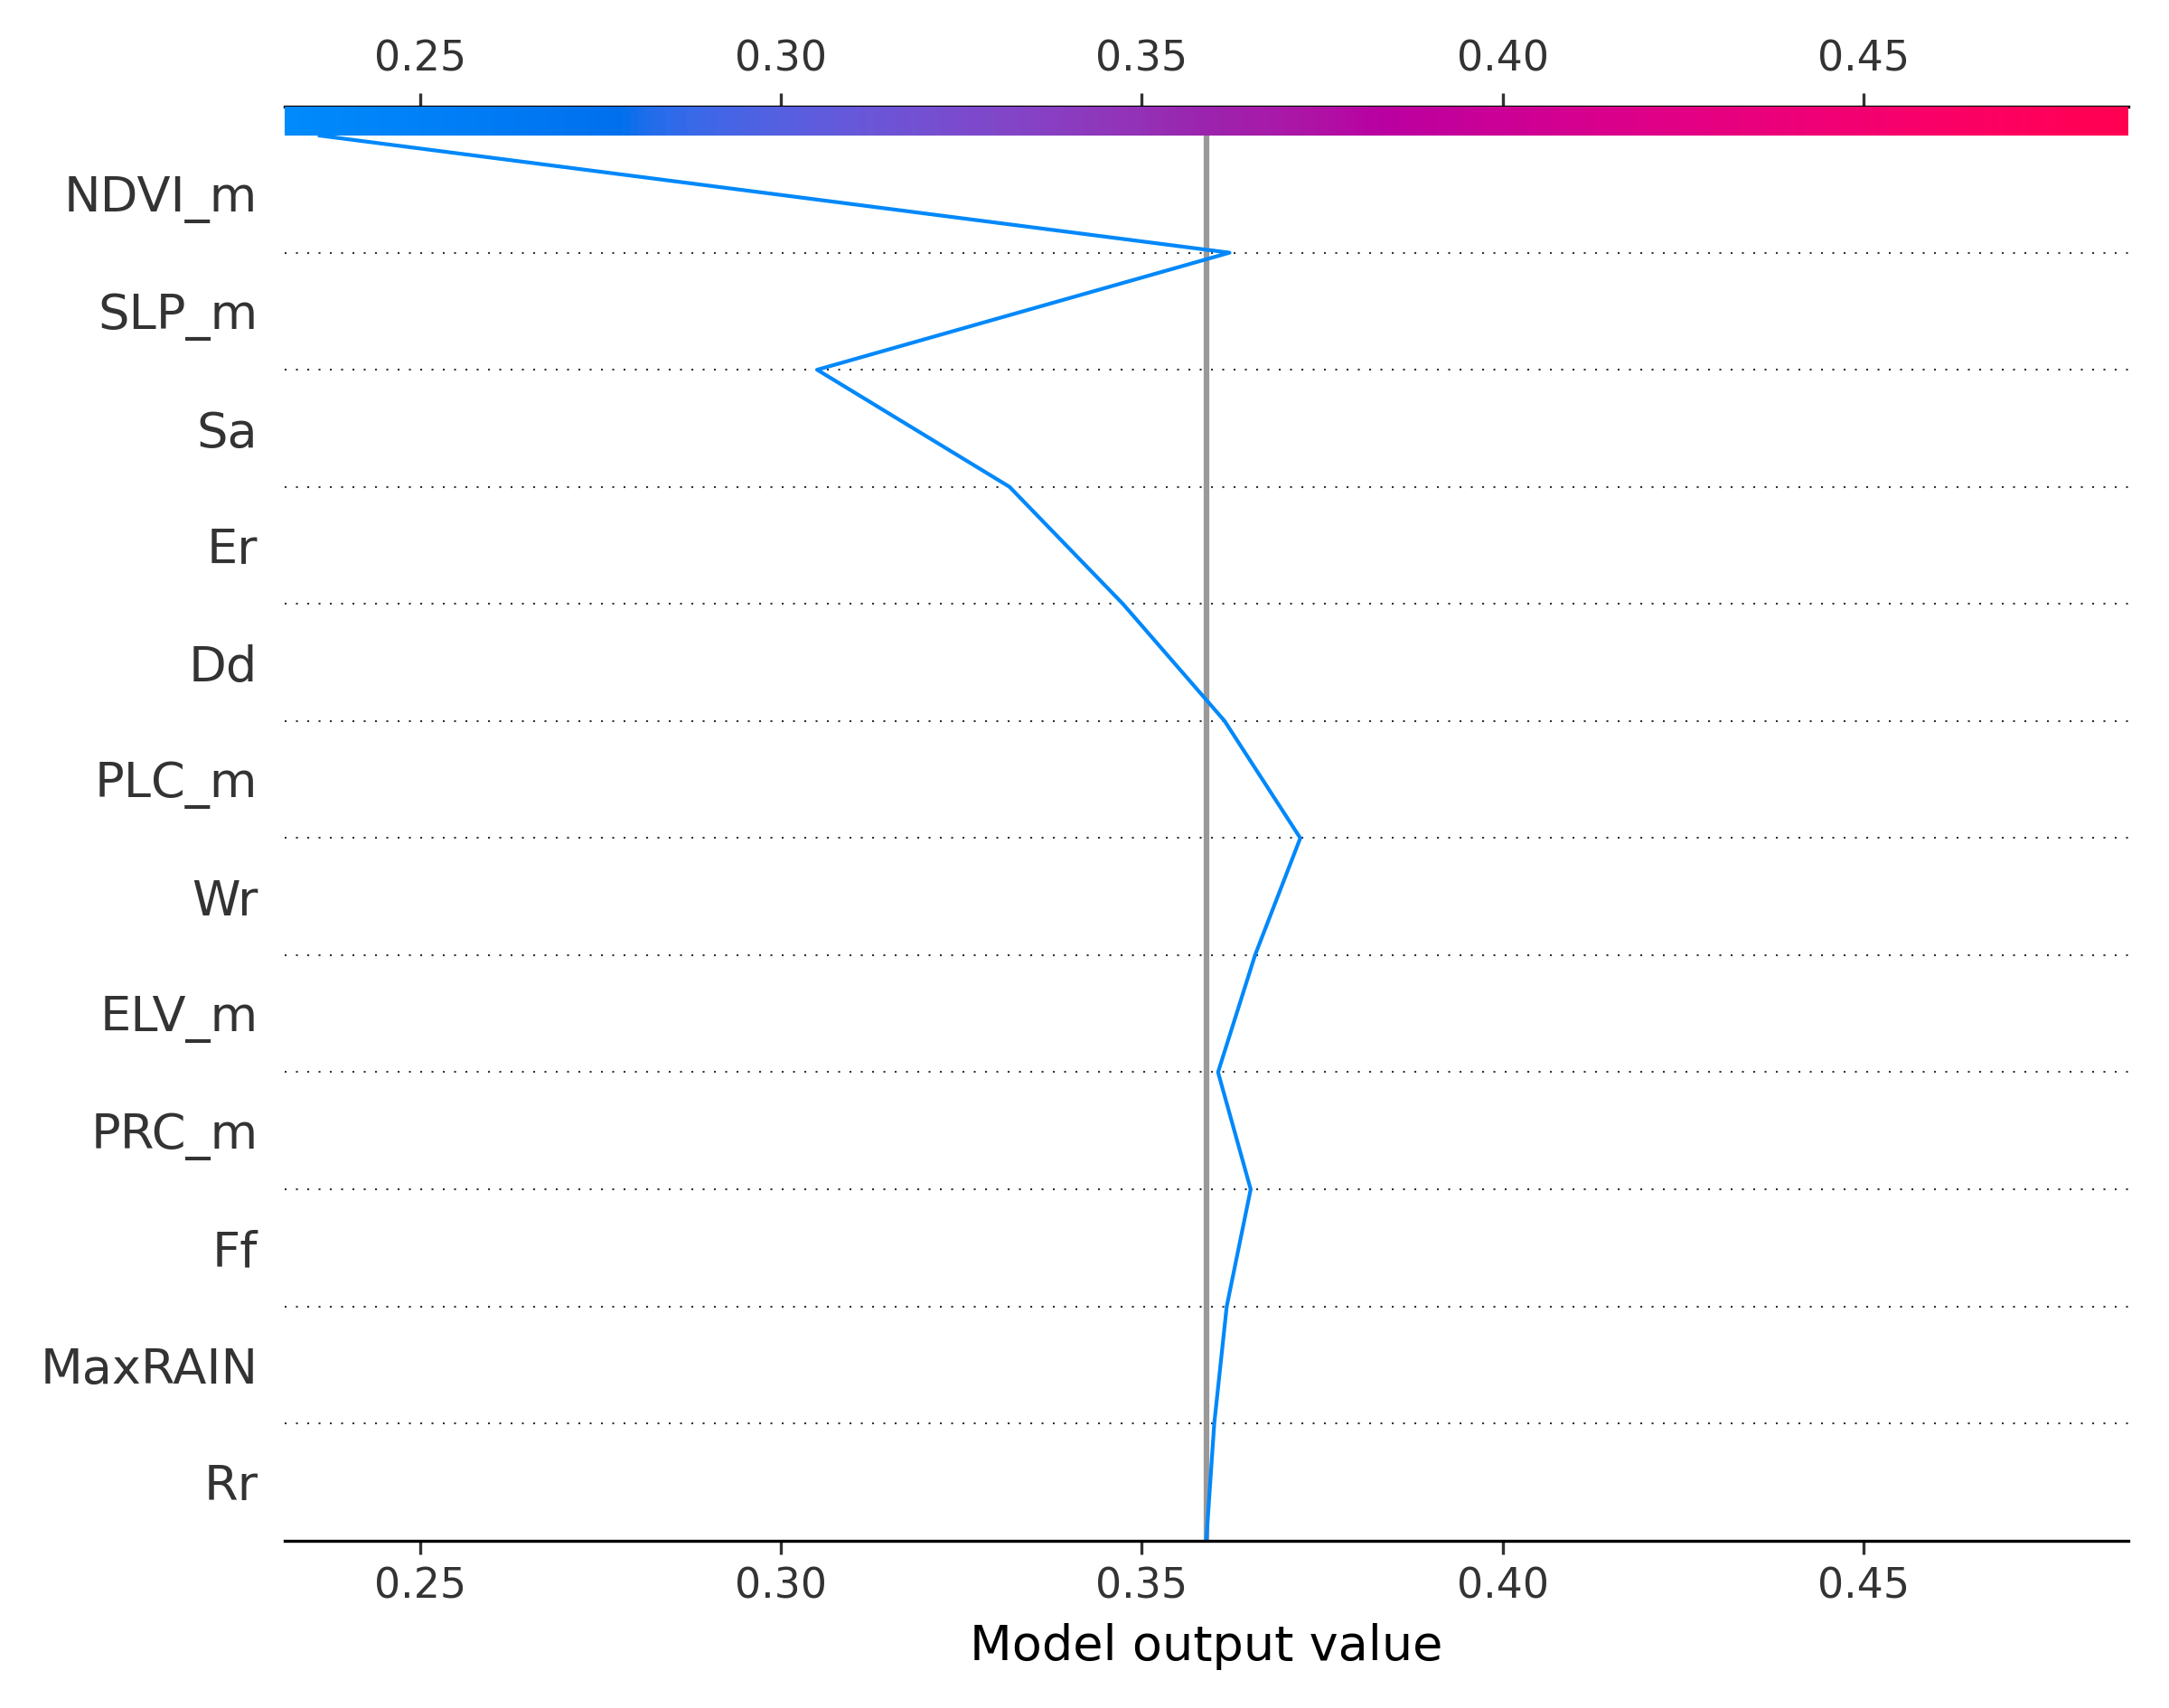 0.25 0.30 0.35 0.40 0.45
NDVI_m
SLP_m
Sa
Er
Dd
PLC_m
Wr
ELV_m
PRC_m
Ff
MaxRAIN
Rr
0.25 0.30 0.35 0.40 0.45
Model output value